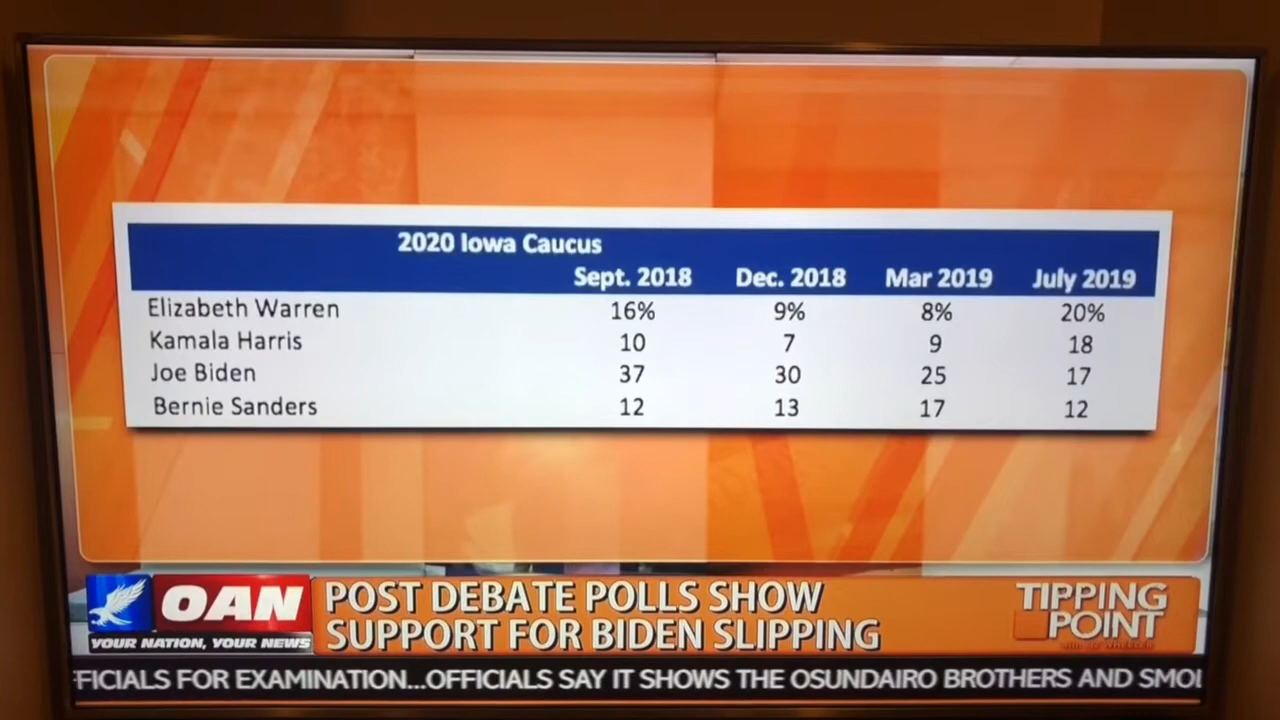 2020 Iowa Caucus
Sept. 2018 Dec. 2018 Mar 2019 July 2019
Elizabeth Warren 16% 9% 8% 20%
Kamala Harris 10 7 9 18
Joe Biden 37 30 25 17
Bernie Sanders 12 13 17 12
OAN
YOUR NATION, YOUR NEWS
POST DEBATE POLLS SHOW
SUPPORT FOR BIDEN SLIPPING
TIPPING
POINT
FICIALS FOR EXAMINATION...OFFICIALS SAY IT SHOWS THE OSUNDAIRO BROTHERS AND SMOL